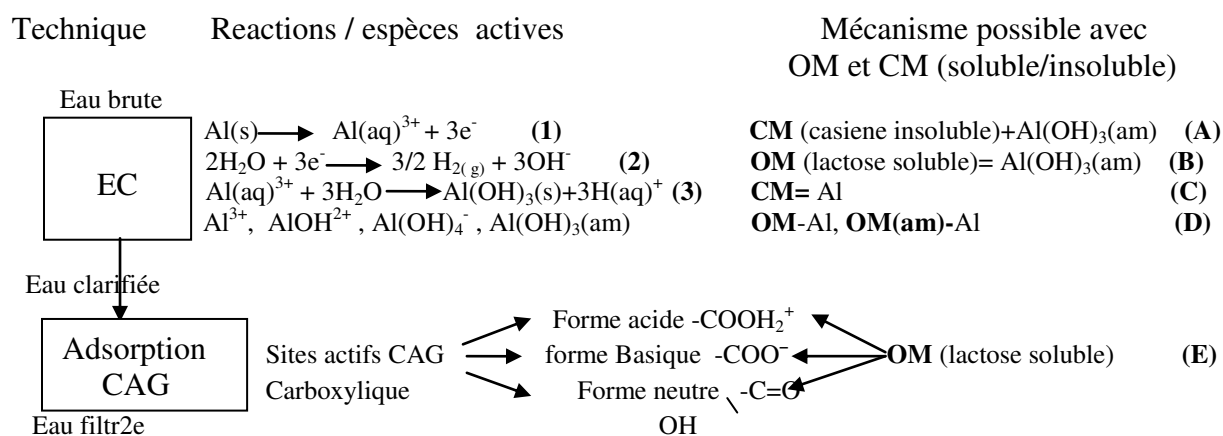 Technique Reactions / espèces actives Mécanisme possible avec
OM et CM (soluble/insoluble)
Eau brute
EC
Al(s) → Al(aq)³⁺ + 3e⁻ (1) CM (casiene insoluble)+Al(OH)₃(am) (A)
2H₂O + 3e⁻ → 3/2 H₂( g) + 3OH⁻ (2) OM (lactose soluble)= Al(OH)₃(am) (B)
Al(aq)³⁺ + 3H₂O → Al(OH)₃(s)+3H(aq)⁺ (3) CM= Al (C)
Al³⁺, AlOH²⁺ , Al(OH)₄⁻ , Al(OH)₃(am) OM-Al, OM(am)-Al (D)
Eau clarifiée
Adsorption
CAG
Sites actifs CAG
Carboxylique
Forme acide -COOH₂⁺
forme Basique -COO⁻
Forme neutre -C=O
OH
OM (lactose soluble) (E)
Eau filtr2e